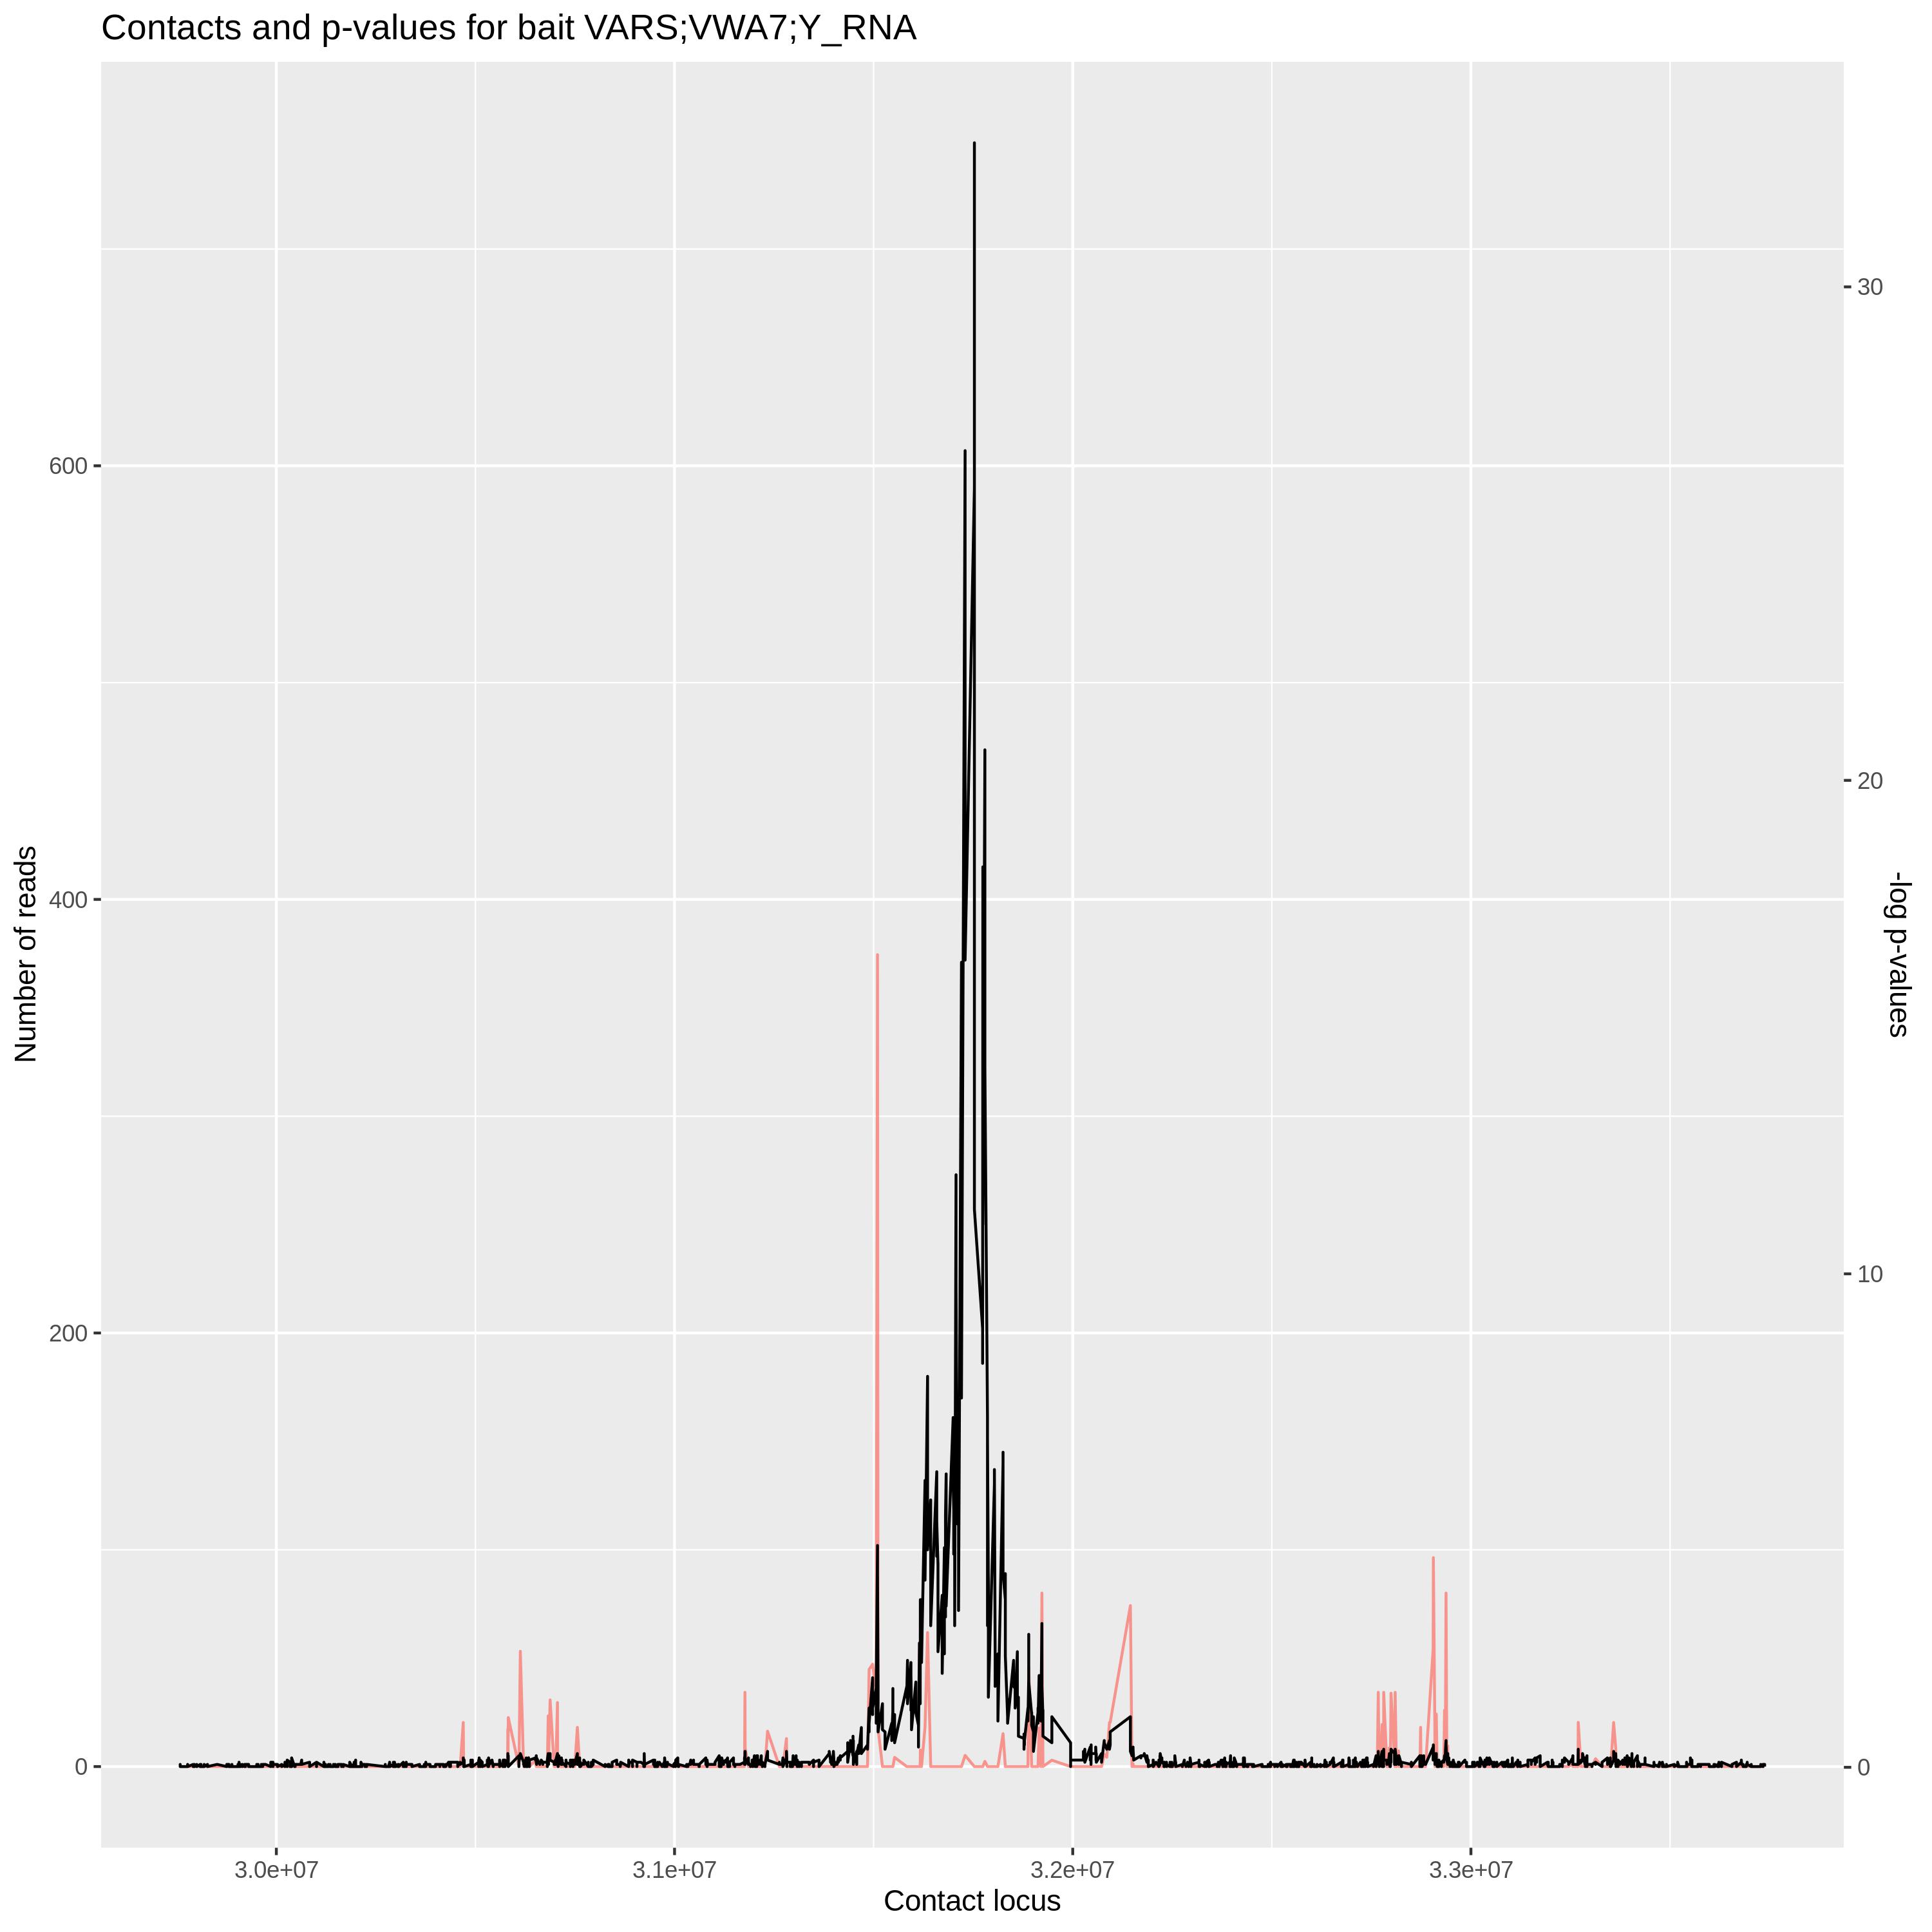 Contacts and p-values for bait VARS;VWA7;Y_RNA
Number of reads
600
400
200
0
30
20
10
0
-log p-values
3.0e+07 3.1e+07 3.2e+07 3.3e+07
Contact locus